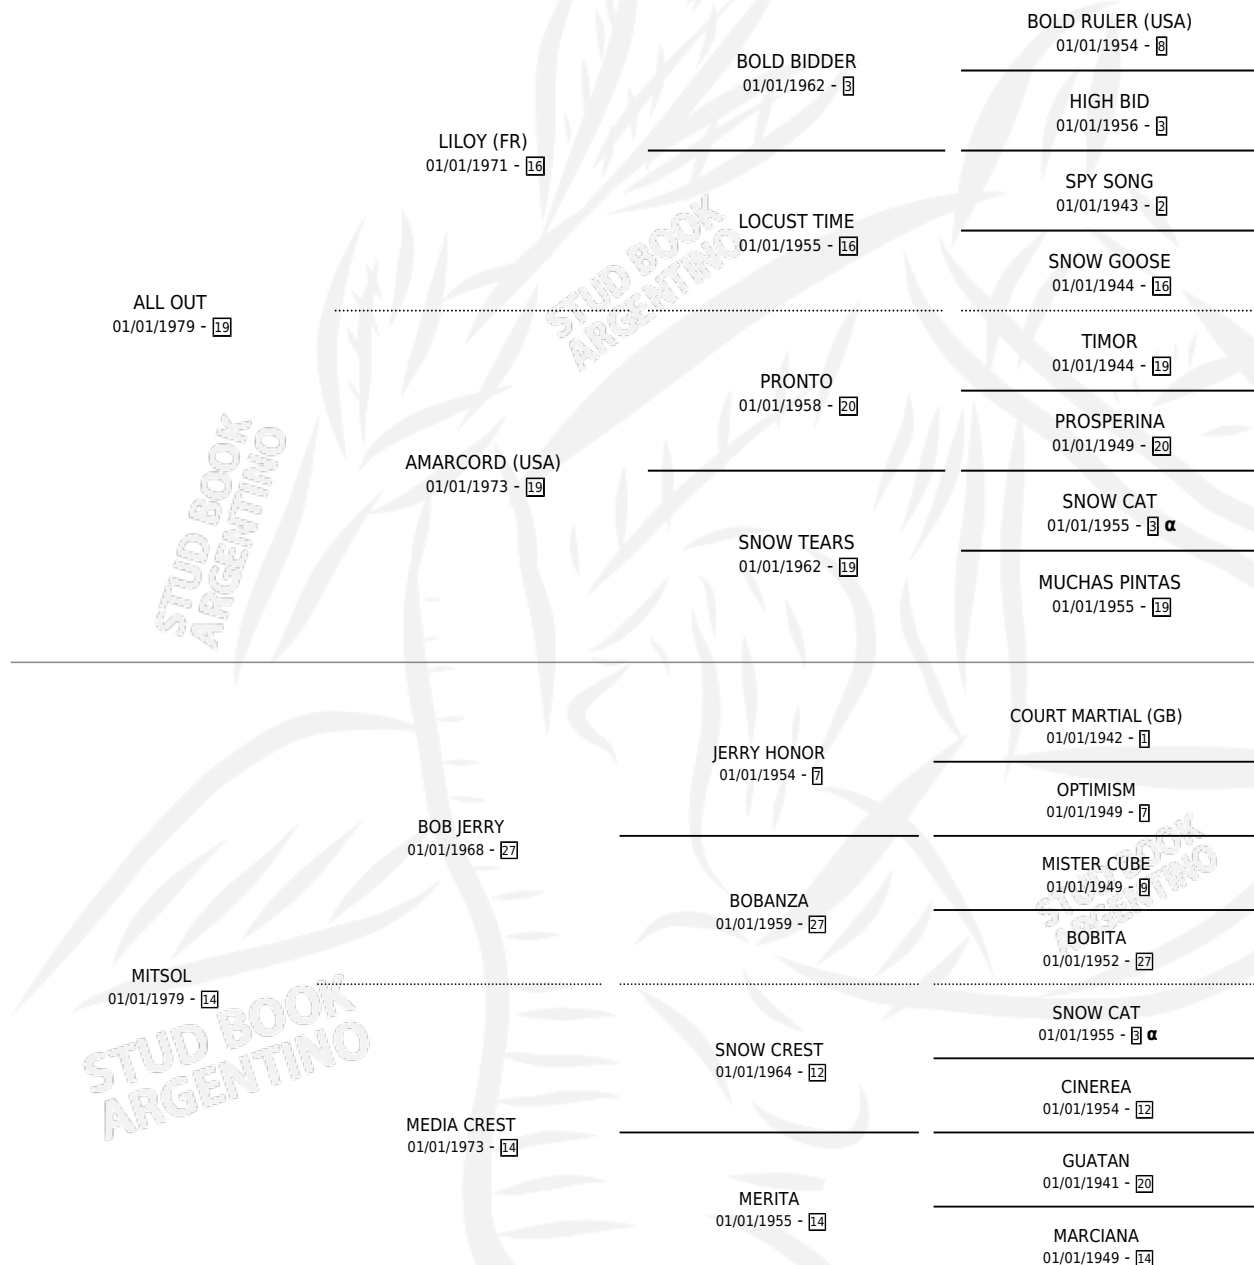 BOLD RULER (USA)
01/01/1954 - 8
BOLD BIDDER
01/01/1962 - 3
HIGH BID
01/01/1956 - 3
LILOY (FR)
01/01/1971 - 16
SPY SONG
01/01/1943 - 2
LOCUST TIME
01/01/1955 - 16
SNOW GOOSE
01/01/1944 - 16
ALL OUT
01/01/1979 - 19
TIMOR
01/01/1944 - 19
PRONTO
01/01/1958 - 20
PROSPERINA
01/01/1949 - 20
AMARCORD (USA)
01/01/1973 - 19
SNOW CAT
01/01/1955 - 3 α
SNOW TEARS
01/01/1962 - 19
MUCHAS PINTAS
01/01/1955 - 19
COURT MARTIAL (GB)
01/01/1942 - 1
JERRY HONOR
01/01/1954 - 7
OPTIMISM
01/01/1949 - 7
BOB JERRY
01/01/1968 - 27
MISTER CUBE
01/01/1949 - 9
BOBANZA
01/01/1959 - 27
BOBITA
01/01/1952 - 27
MITSOL
01/01/1979 - 14
SNOW CAT
01/01/1955 - 3 α
SNOW CREST
01/01/1964 - 12
CINEREA
01/01/1954 - 12
MEDIA CREST
01/01/1973 - 14
GUATAN
01/01/1941 - 20
MERITA
01/01/1955 - 14
MARCIANA
01/01/1949 - 14
STUD BOOK
ARGENTINO
STUD BOOK
ARGENTINO
STUD BOOK
ARGENTINO
STUD BOOK
ARGENTINO